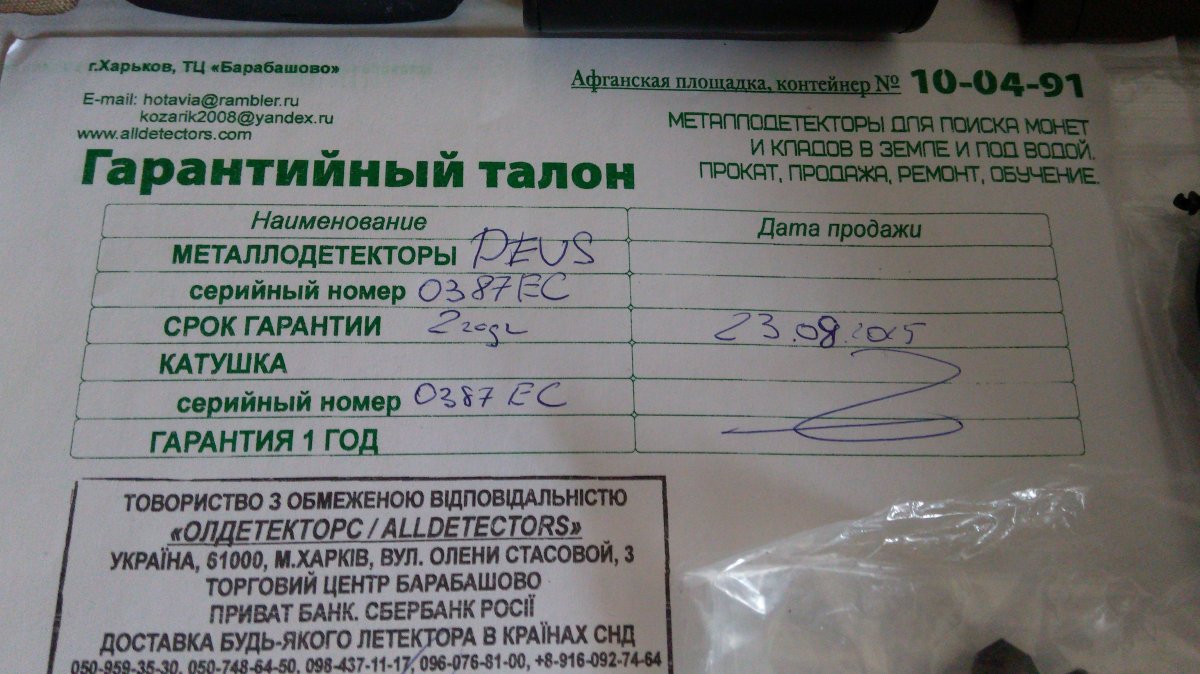 г.Харьков, ТЦ «Барабашово»
E-mail: hotavia@rambler.ru
kozarik2008@yandex.ru
www.alldetectors.com
Афганская площадка, контейнер № 10-04-91
МЕТАЛЛОДЕТЕКТОРЫ ДЛЯ ПОИСКА МОНЕТ
И КЛАДОВ В ЗЕМЛЕ И ПОД ВОДОЙ.
ПРОКАТ, ПРОДАЖА, РЕМОНТ, ОБУЧЕНИЕ.
Гарантийный талон
Наименование Дата продажи
МЕТАЛЛОДЕТЕКТОРЫ DEUS
серийный номер 0387EC
СРОК ГАРАНТИИ 2 года 23.08.2015
КАТУШКА
серийный номер 0387EC
ГАРАНТИЯ 1 ГОД
ТОВОРИСТВО З ОБМЕЖЕНОЮ ВІДПОВІДАЛЬНІСТЮ
«ОЛДЕТЕКТОРС / ALLDETECTORS»
УКРАЇНА, 61000, М.ХАРКІВ, ВУЛ. ОЛЕНИ СТАСОВОЙ, 3
ТОРГОВИЙ ЦЕНТР БАРАБАШОВО
ПРИВАТ БАНК. СБЕРБАНК РОСІЇ
ДОСТАВКА БУДЬ-ЯКОГО ЛЕТЕКТОРА В КРАЇНАХ СНД
050-959-35-30, 050-748-64-50, 098-437-11-17, 096-076-81-00, +8-916-092-74-64